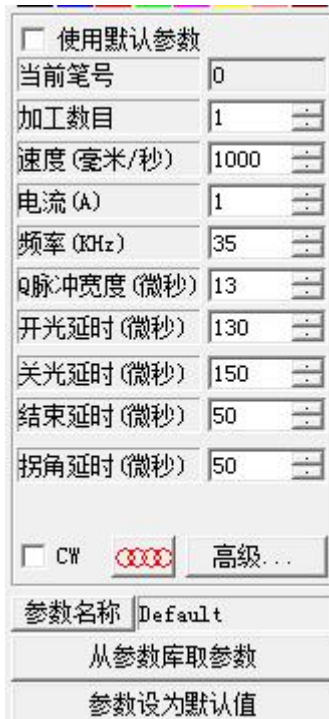 使用默认参数
当前笔号 0
加工数目 1
速度(毫米/秒) 1000
电流(A) 1
频率(KHz) 35
Q脉冲宽度(微秒) 13
开光延时(微秒) 130
关光延时(微秒) 150
结束延时(微秒) 50
拐角延时(微秒) 50
CW 高级...
参数名称 Default
从参数库取参数
参数设为默认值